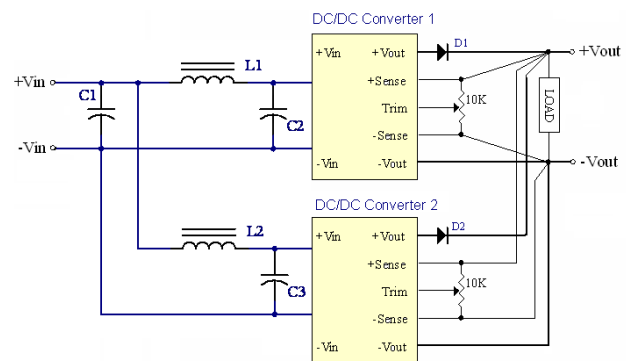 DC/DC Converter 1
+Vin
+Vout
D1
+Vout
+Sense
+Vin
L1
C1
C2
Trim
10K
LOAD
-Vin
-Sense
-Vin
-Vout
-Vout
DC/DC Converter 2
L2
+Vin
+Vout
D2
+Sense
C3
Trim
10K
-Sense
-Vin
-Vout